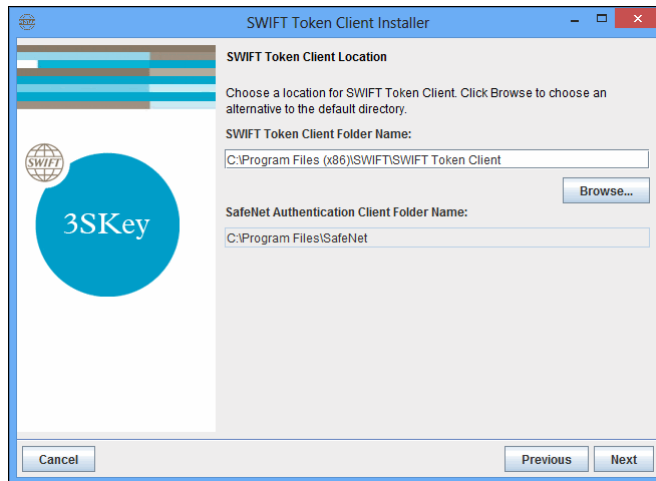 SWIFT Token Client Installer
SWIFT Token Client Location
Choose a location for SWIFT Token Client. Click Browse to choose an
alternative to the default directory.
SWIFT Token Client Folder Name:
C:\Program Files (x86)\SWIFT\SWIFT Token Client
Browse...
SWIFT
3SKey
SafeNet Authentication Client Folder Name:
C:\Program Files\SafeNet
Cancel
Previous
Next